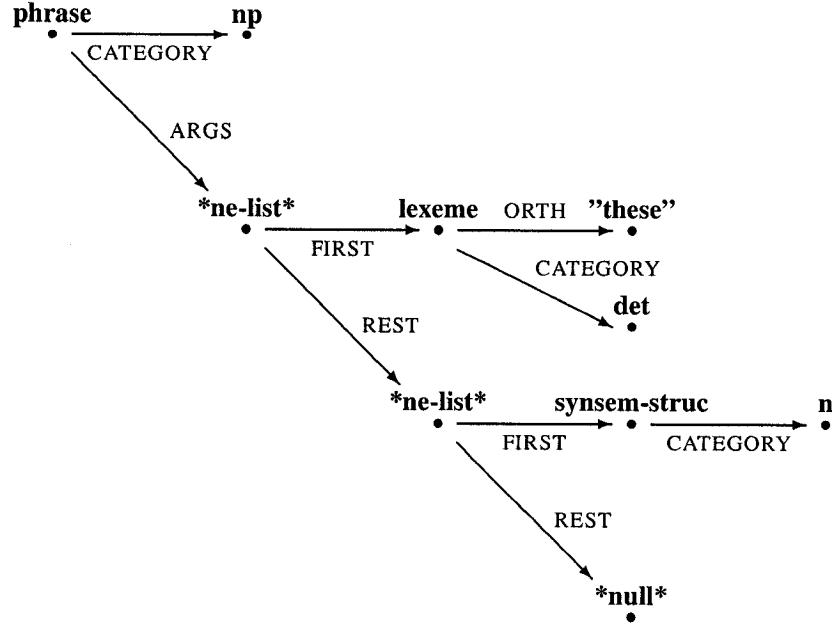 phrase np
CATEGORY
ARGS
*ne-list* lexeme ORTH ”these”
FIRST
CATEGORY
det
REST
*ne-list* synsem-struc n
FIRST CATEGORY
REST
*null*